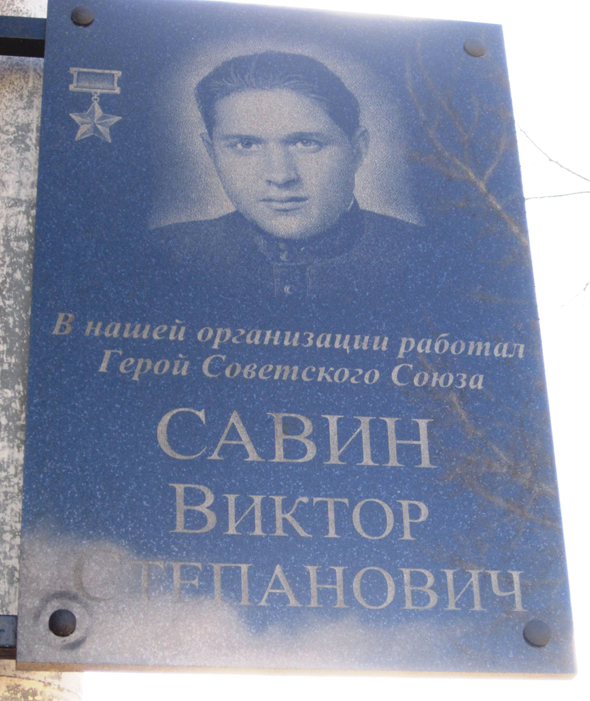 В нашей организации работал
Герой Советского Союза
САВИН
ВИКТОР
СТЕПАНОВИЧ